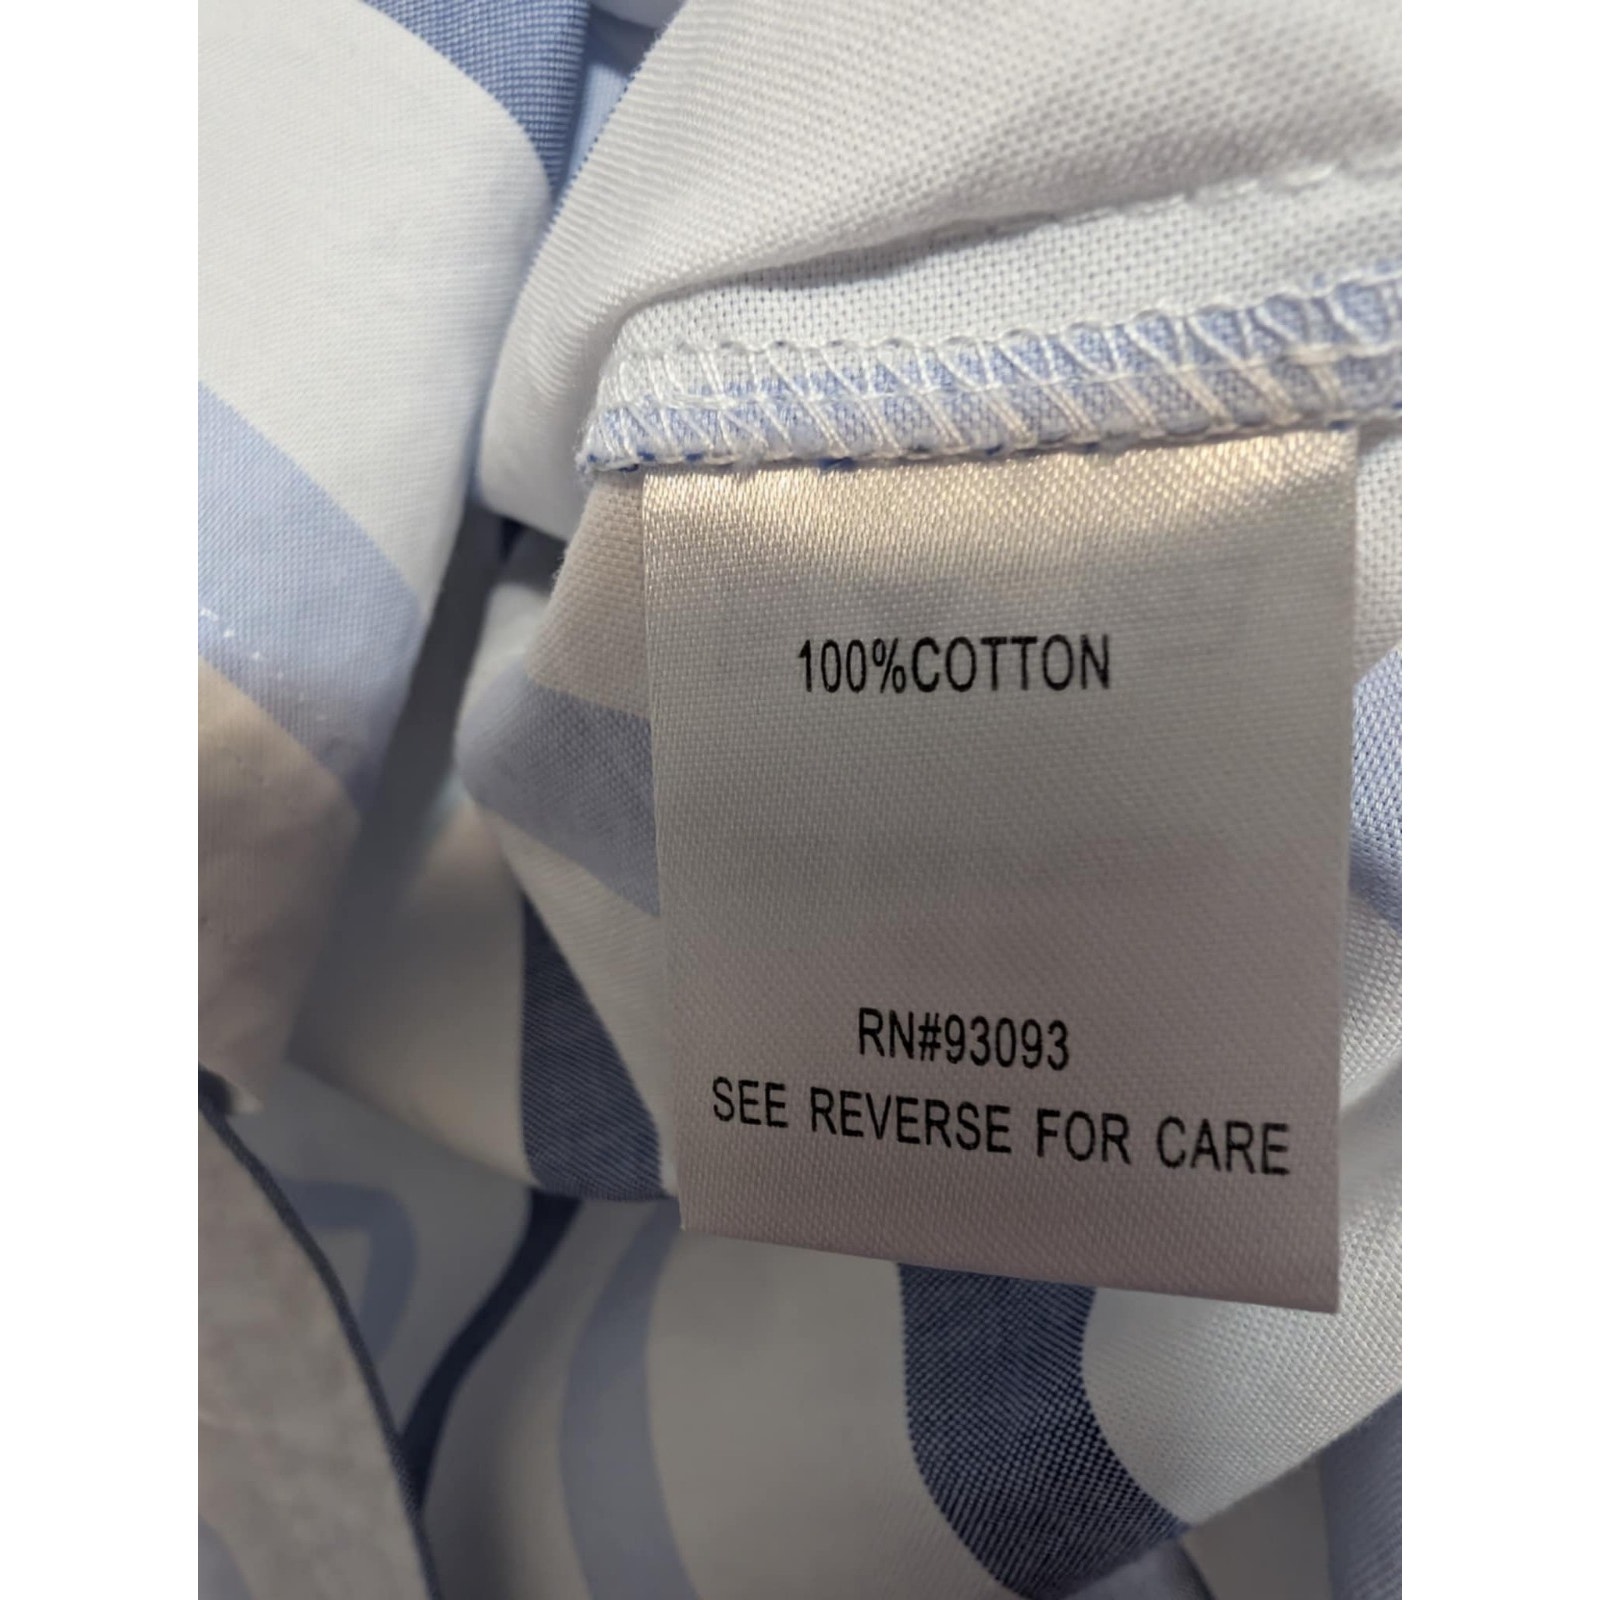 100%COTTON
RN#93093
SEE REVERSE FOR CARE